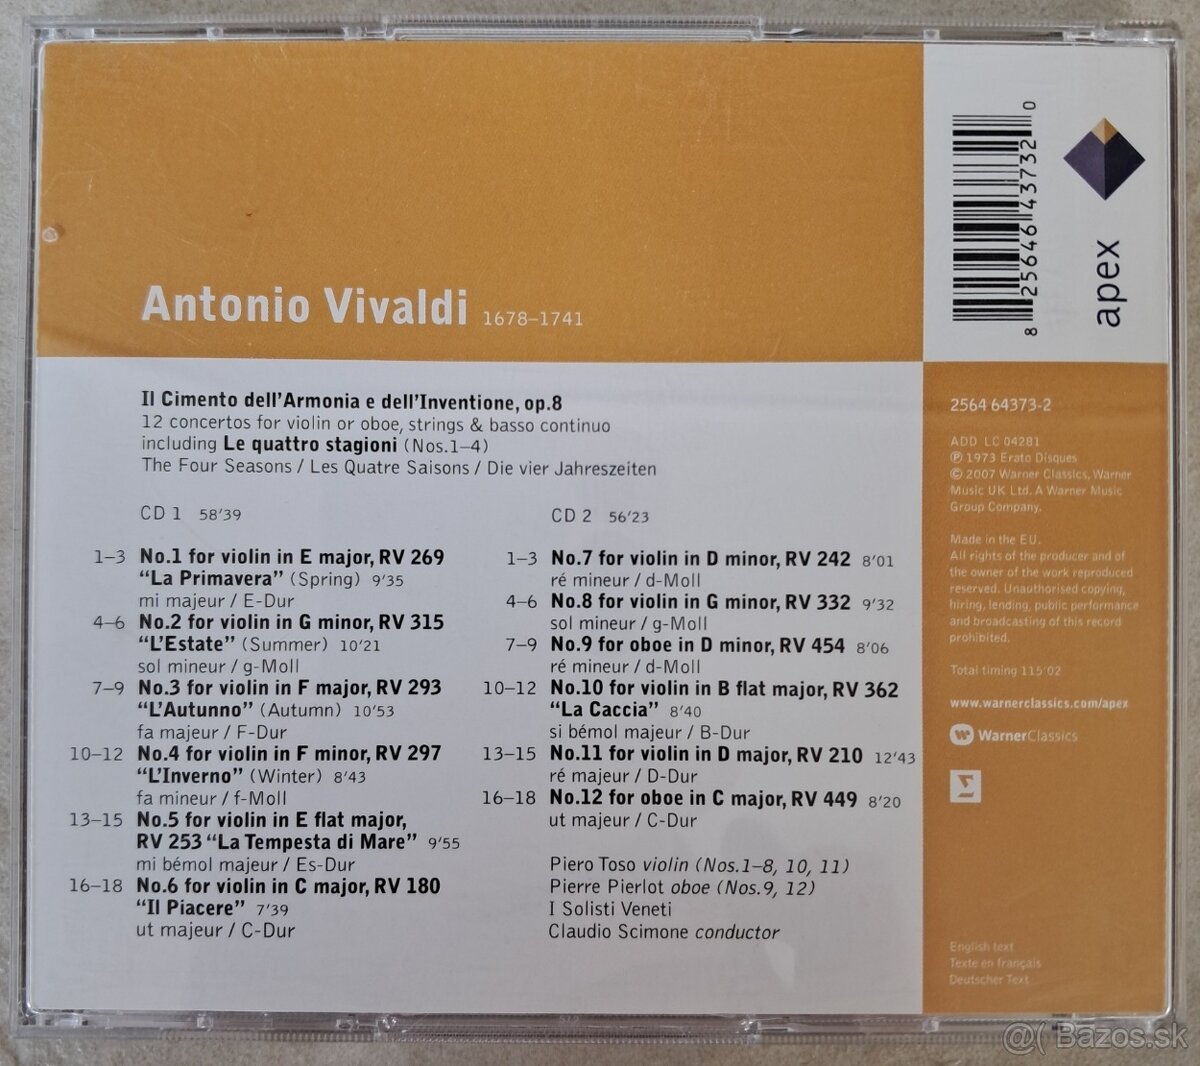 Antonio Vivaldi 1678–1741
Il Cimento dell'Armonia e dell'Inventione, op.8
12 concertos for violin or oboe, strings & basso continuo
including Le quattro stagioni (Nos.1–4)
The Four Seasons / Les Quatre Saisons / Die vier Jahreszeiten
CD 1 58'39
1–3 No.1 for violin in E major, RV 269
"La Primavera" (Spring) 9'35
mi majeur / E-Dur
4–6 No.2 for violin in G minor, RV 315
"L'Estate" (Summer) 10'21
sol mineur / g-Moll
7–9 No.3 for violin in F major, RV 293
"L'Autunno" (Autumn) 10'53
fa majeur / F-Dur
10–12 No.4 for violin in F minor, RV 297
"L'Inverno" (Winter) 8'43
fa mineur / f-Moll
13–15 No.5 for violin in E flat major,
RV 253 "La Tempesta di Mare" 9'55
mi bémol majeur / Es-Dur
16–18 No.6 for violin in C major, RV 180
"Il Piacere" 7'39
ut majeur / C-Dur
CD 2 56'23
1–3 No.7 for violin in D minor, RV 242 8'01
ré mineur / d-Moll
4–6 No.8 for violin in G minor, RV 332 9'32
sol mineur / g-Moll
7–9 No.9 for oboe in D minor, RV 454 8'06
ré mineur / d-Moll
10–12 No.10 for violin in B flat major, RV 362
"La Caccia" 8'40
si bémol majeur / B-Dur
13–15 No.11 for violin in D major, RV 210 12'43
ré majeur / D-Dur
16–18 No.12 for oboe in C major, RV 449 8'20
ut majeur / C-Dur
Piero Toso violin (Nos.1–8, 10, 11)
Pierre Pierlot oboe (Nos.9, 12)
I Solisti Veneti
Claudio Scimone conductor
8 25646 43732 0
apex
2564 64373-2
ADD LC 04281
℗ 1973 Erato Disques
© 2007 Warner Classics, Warner
Music UK Ltd. A Warner Music
Group Company.
Made in the EU.
All rights of the producer and of
the owner of the work reproduced
reserved. Unauthorised copying,
hiring, lending, public performance
and broadcasting of this record
prohibited.
Total timing 115'02
www.warnerclassics.com/apex
WarnerClassics
English text
Texte en français
Deutscher Text
@( Bazos.sk